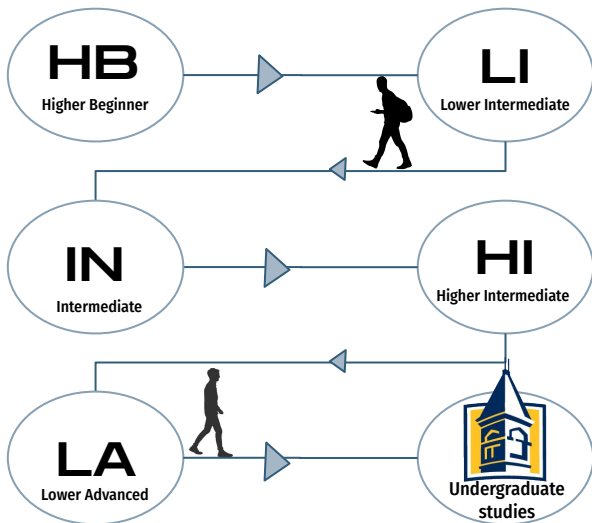 HB
Higher Beginner
LI
Lower Intermediate
IN
Intermediate
HI
Higher Intermediate
LA
Lower Advanced
Undergraduate
studies